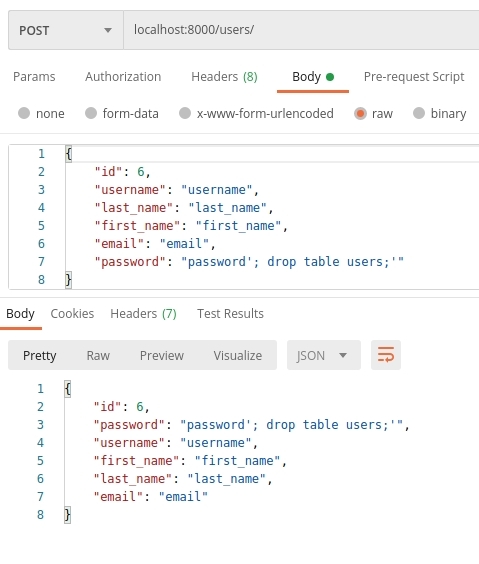 POST localhost:8000/users/
Params Authorization Headers (8) Body Pre-request Script
none form-data x-www-form-urlencoded raw binary
1 {
2 "id": 6,
3 "username": "username",
4 "last_name": "last_name",
5 "first_name": "first_name",
6 "email": "email",
7 "password": "password'; drop table users;'"
8 }
Body Cookies Headers (7) Test Results
Pretty Raw Preview Visualize JSON
1 {
2 "id": 6,
3 "password": "password'; drop table users;'",
4 "username": "username",
5 "first_name": "first_name",
6 "last_name": "last_name",
7 "email": "email"
8 }